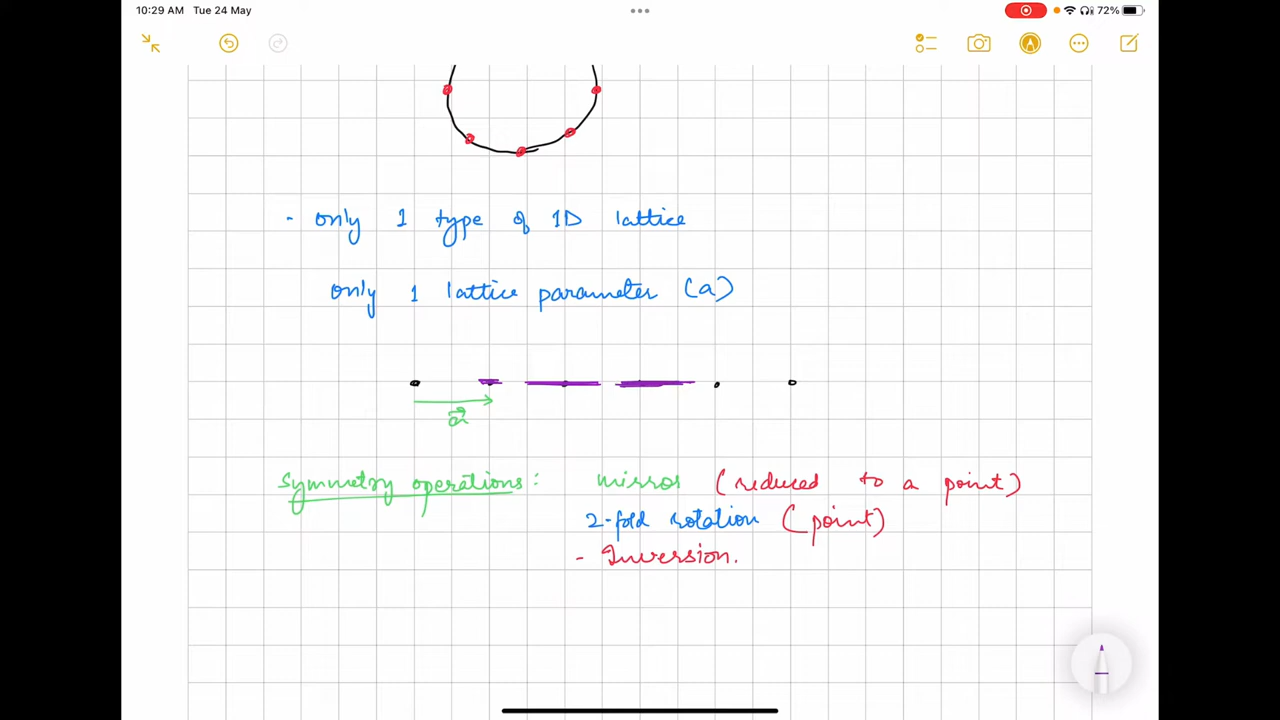 10:29 AM Tue 24 May
72%
- only 1 type of 1D lattice
only 1 lattice parameter (a)
a
Symmetry operations: mirror (reduced to a point)
2-fold rotation (point)
- Inversion.